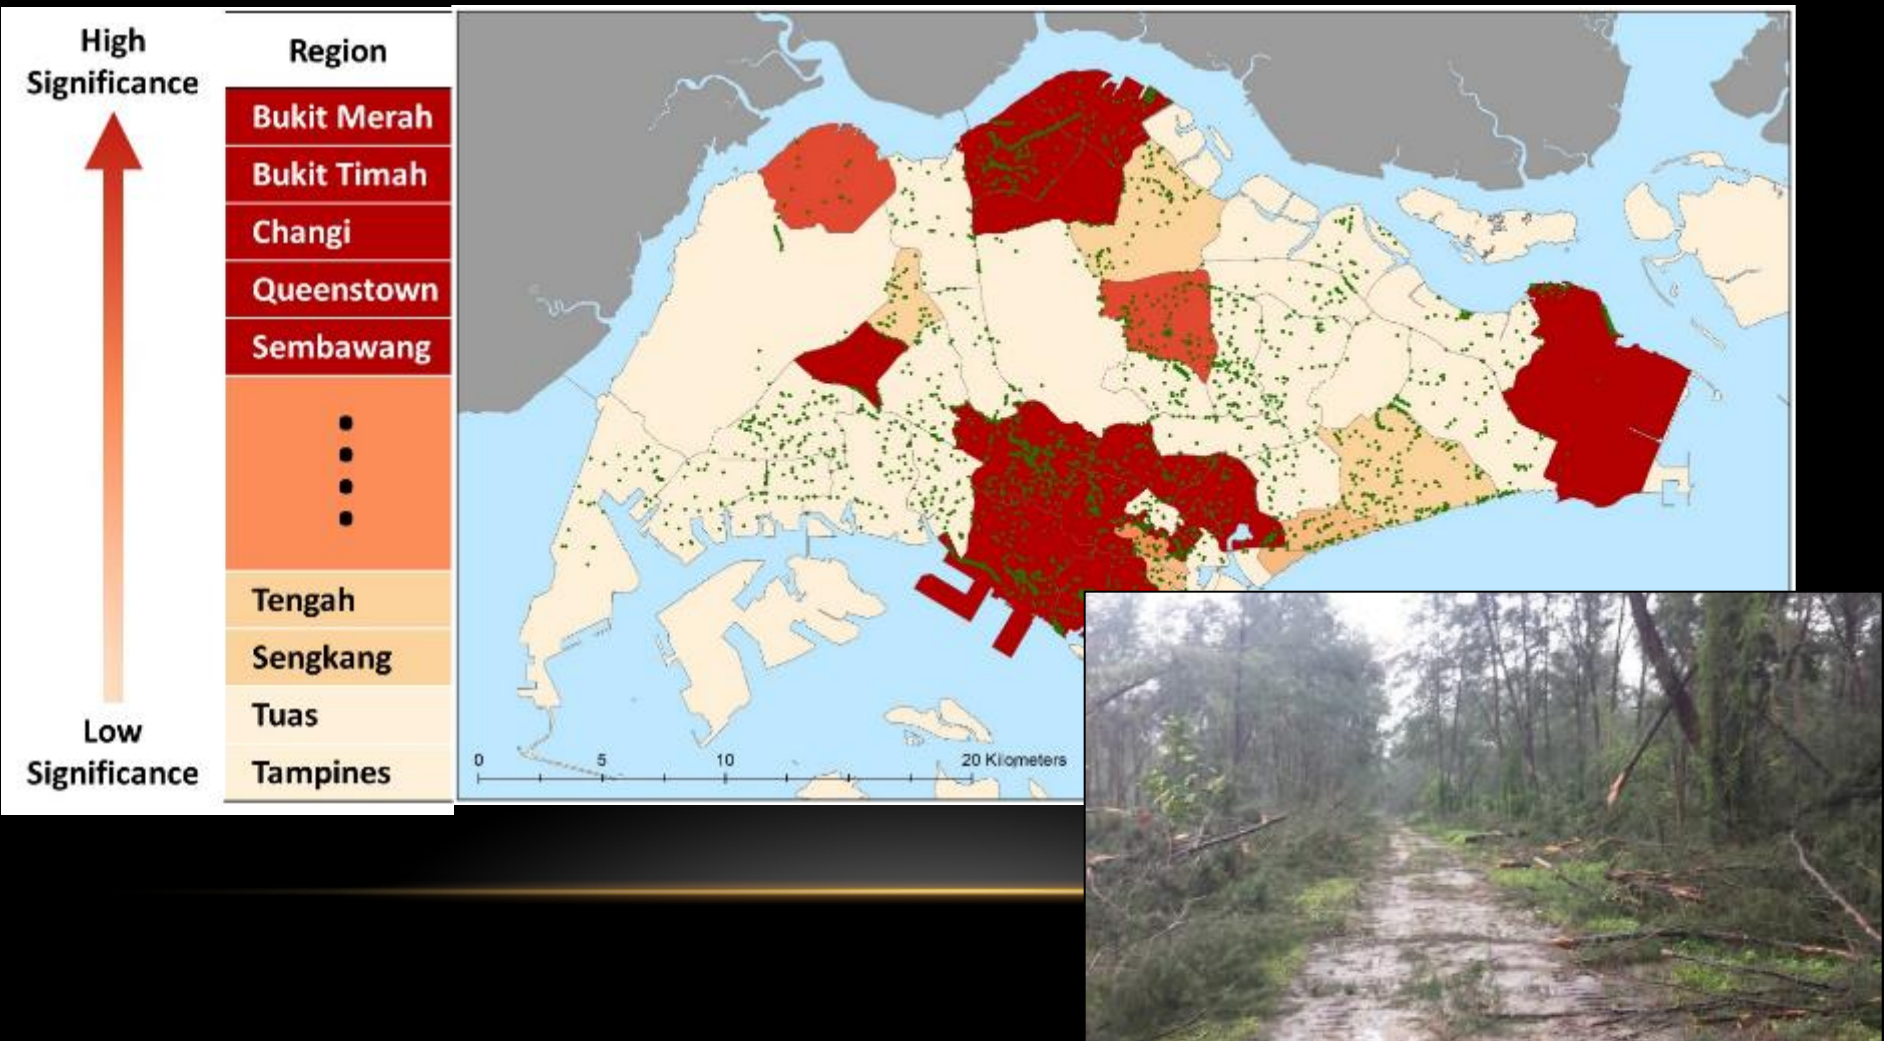 High
Significance
Region
Bukit Merah
Bukit Timah
Changi
Queenstown
Sembawang
Tengah
Sengkang
Tuas
Tampines
Low
Significance
0 5 10 20 Kilometers